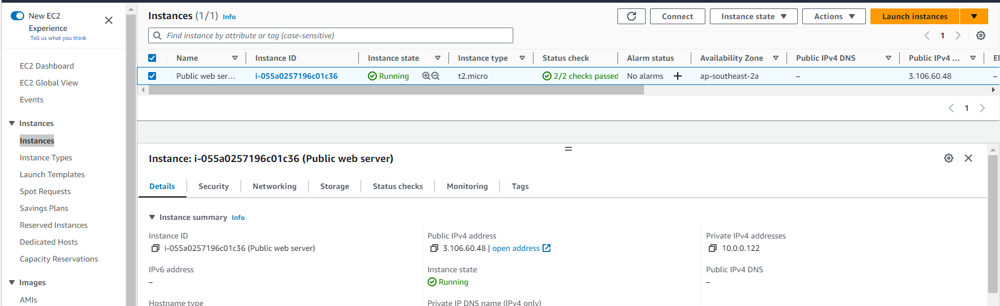 New EC2
Experience
Tell us what you think
EC2 Dashboard
EC2 Global View
Events
Instances
Instances
Instance Types
Launch Templates
Spot Requests
Savings Plans
Reserved Instances
Dedicated Hosts
Capacity Reservations
Images
AMIs
Instances (1/1) Info
Connect
Instance state
Actions
Launch instances
Find instance by attribute or tag (case-sensitive)
1
Name Instance ID Instance state Instance type Status check Alarm status Availability Zone Public IPv4 DNS Public IPv4 ... El
Public web ser... i-055a0257196c01c36 Running t2.micro 2/2 checks passed No alarms + ap-southeast-2a – 3.106.60.48 –
1
Instance: i-055a0257196c01c36 (Public web server)
Details Security Networking Storage Status checks Monitoring Tags
Instance summary Info
Instance ID
i-055a0257196c01c36 (Public web server)
Public IPv4 address
3.106.60.48 | open address
Private IPv4 addresses
10.0.0.122
IPv6 address
–
Instance state
Running
Public IPv4 DNS
–
Hostname type
Private IP DNS name (IPv4 only)